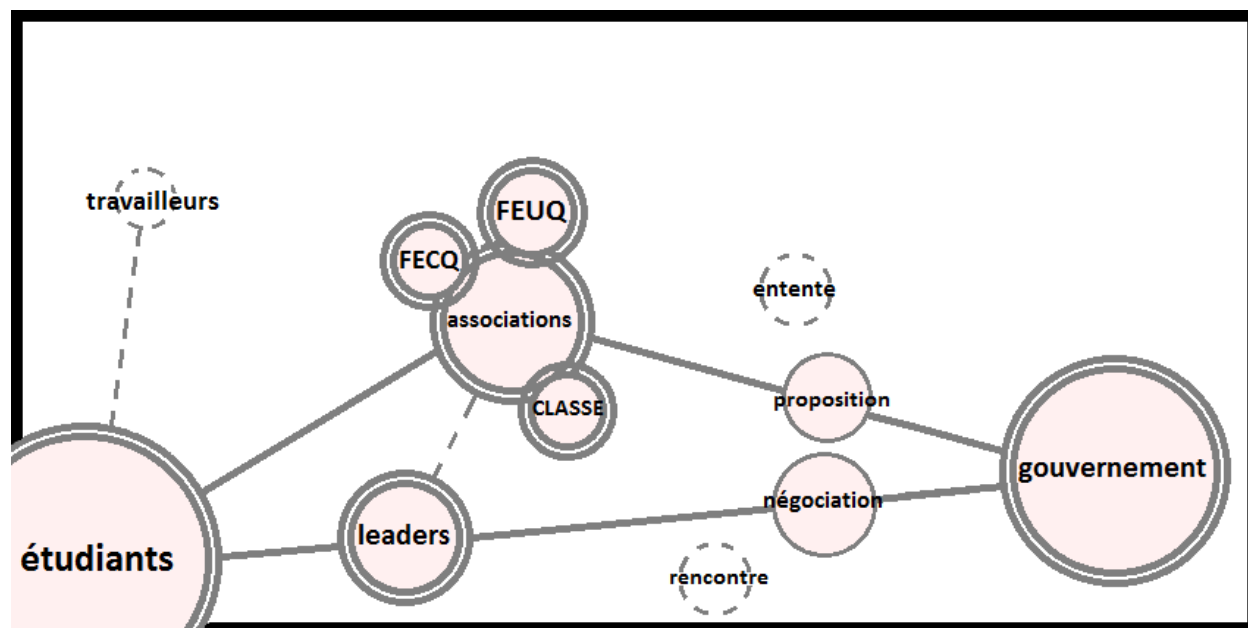 travailleurs
FEUQ
FECQ
associations
CLASSE
entente
proposition
gouvernement
négociation
leaders
étudiants
rencontre